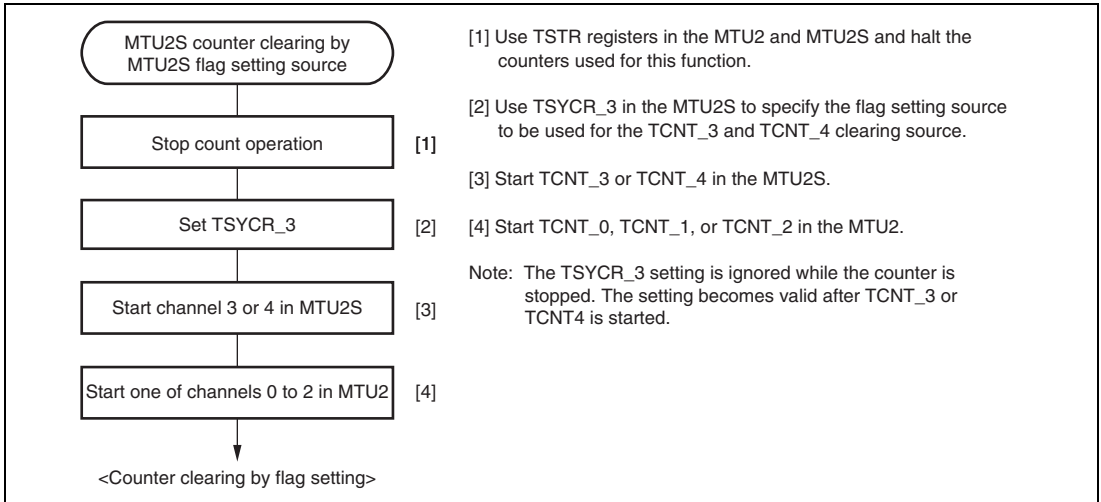 MTU2S counter clearing by
MTU2S flag setting source
Stop count operation [1]
Set TSYCR_3 [2]
Start channel 3 or 4 in MTU2S [3]
Start one of channels 0 to 2 in MTU2 [4]
<Counter clearing by flag setting>
[1] Use TSTR registers in the MTU2 and MTU2S and halt the
counters used for this function.
[2] Use TSYCR_3 in the MTU2S to specify the flag setting source
to be used for the TCNT_3 and TCNT_4 clearing source.
[3] Start TCNT_3 or TCNT_4 in the MTU2S.
[4] Start TCNT_0, TCNT_1, or TCNT_2 in the MTU2.
Note: The TSYCR_3 setting is ignored while the counter is
stopped. The setting becomes valid after TCNT_3 or
TCNT4 is started.